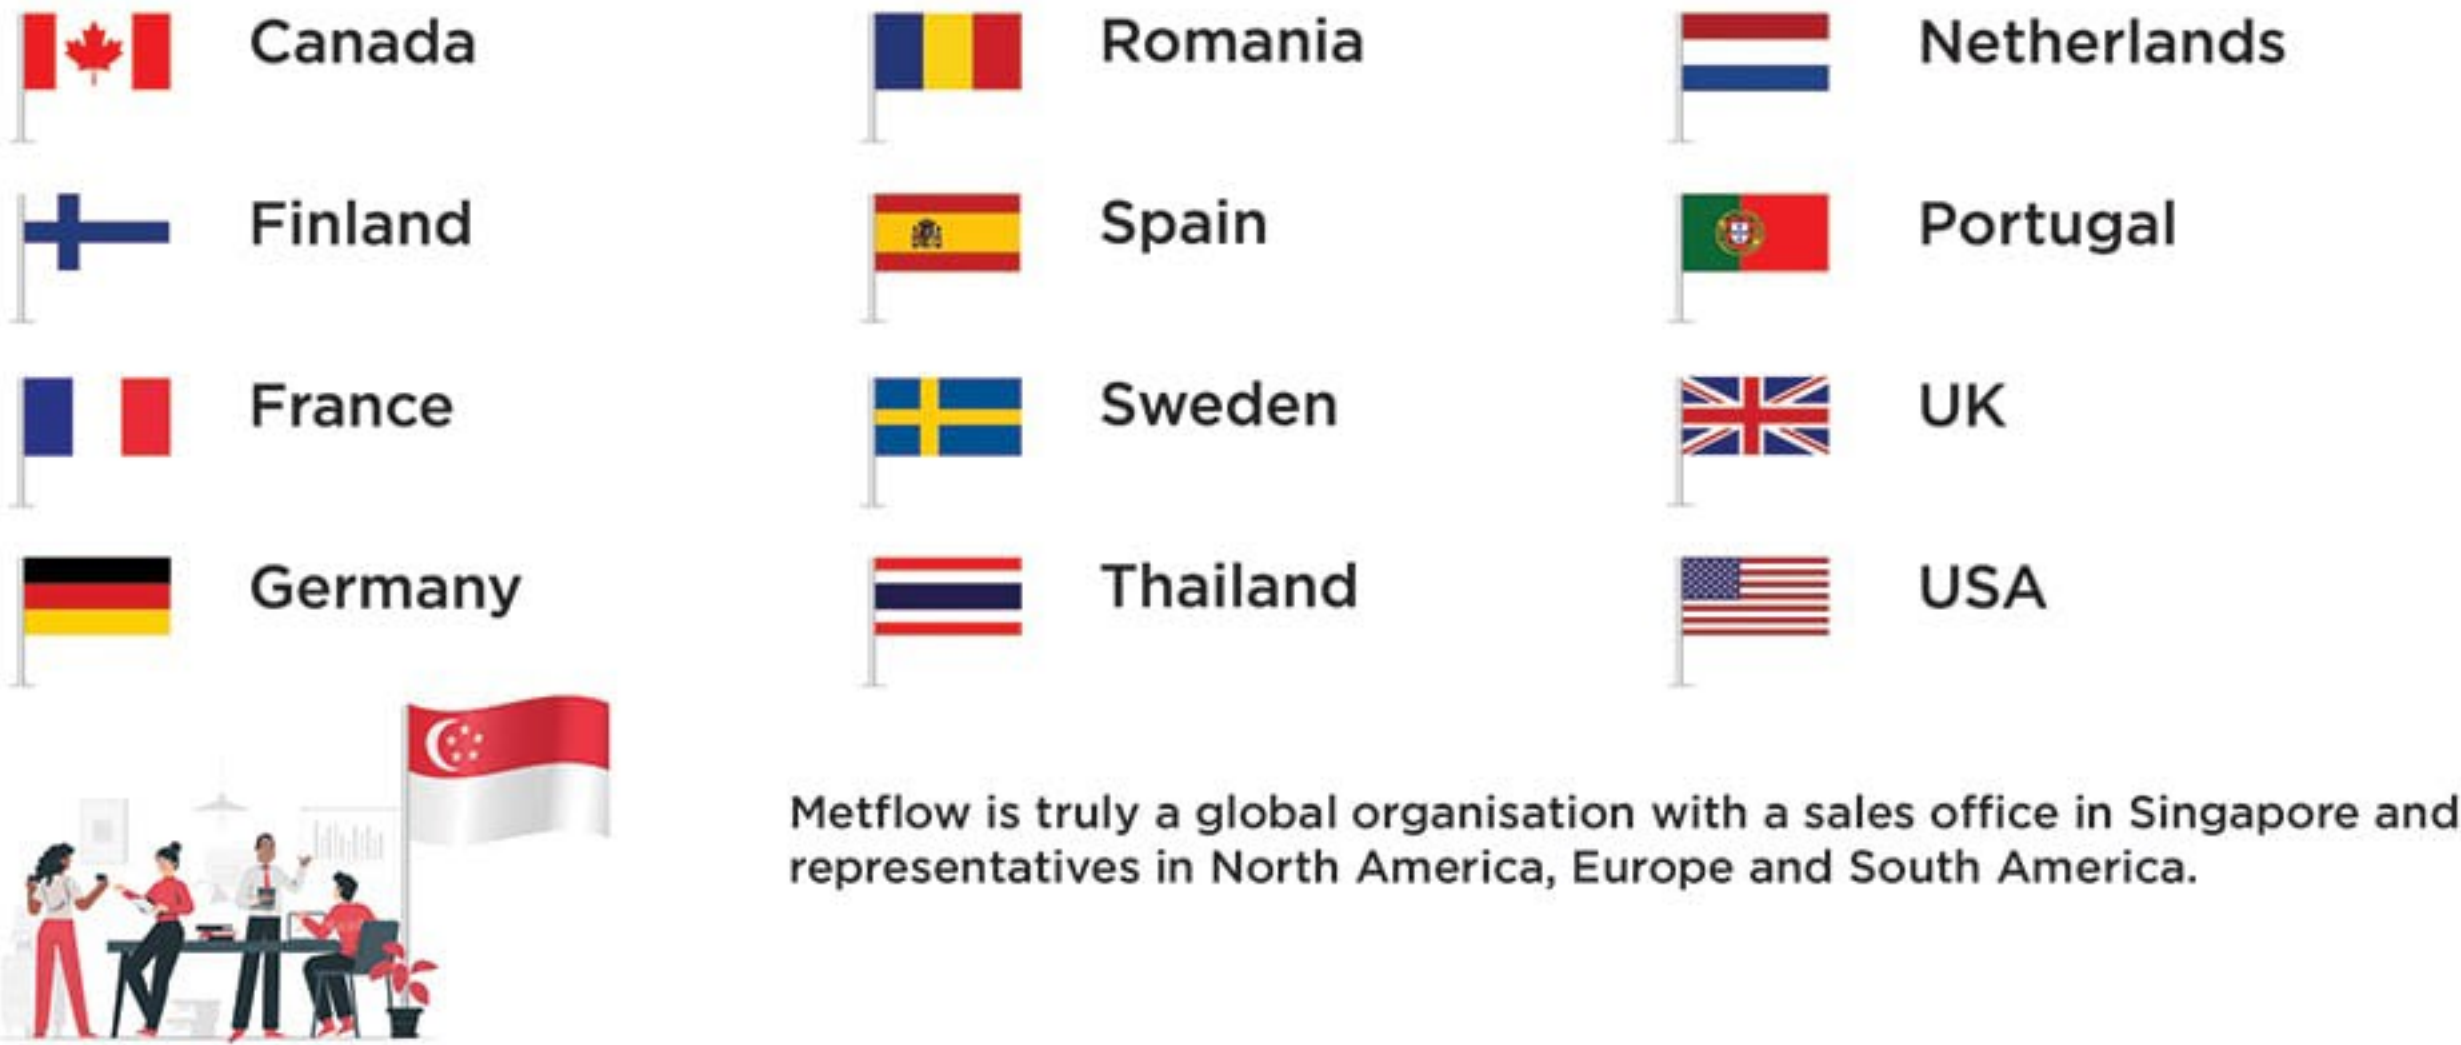 Canada
Romania
Netherlands
Finland
Spain
Portugal
France
Sweden
UK
Germany
Thailand
USA
Metflow is truly a global organisation with a sales office in Singapore and
representatives in North America, Europe and South America.